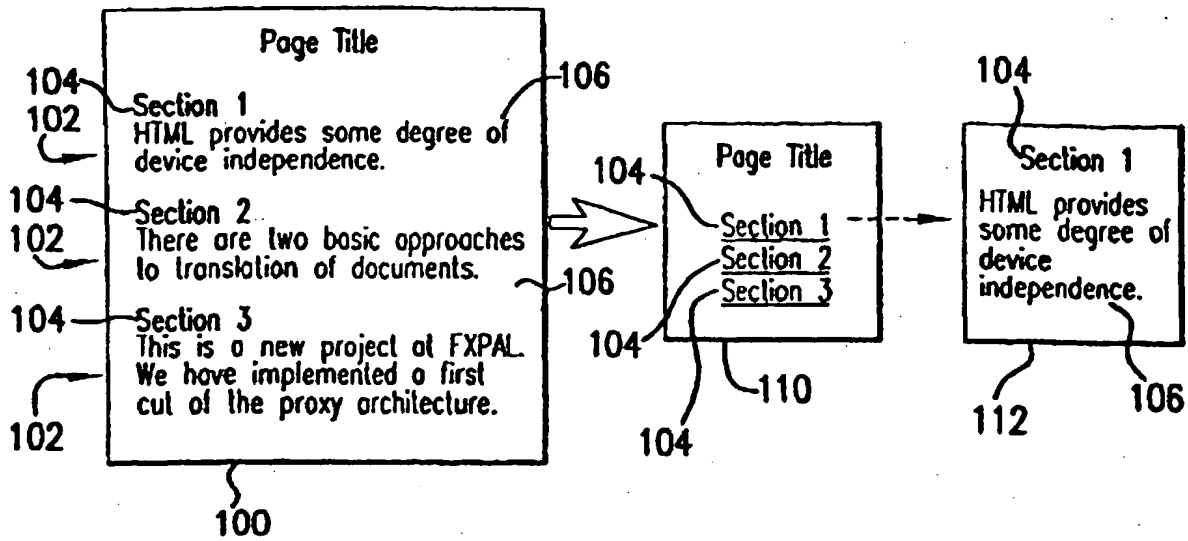 Page Title
104
Section 1
106
102
HTML provides some degree of
device independence.
104
Section 2
102
There are two basic approaches
to translation of documents.
106
104
Section 3
This is a new project at FXPAL.
We have implemented a first
cut of the proxy architecture.
102
100
Page Title
104
Section 1
Section 2
Section 3
104
104
110
104
Section 1
HTML provides
some degree of
device
independence.
106
112